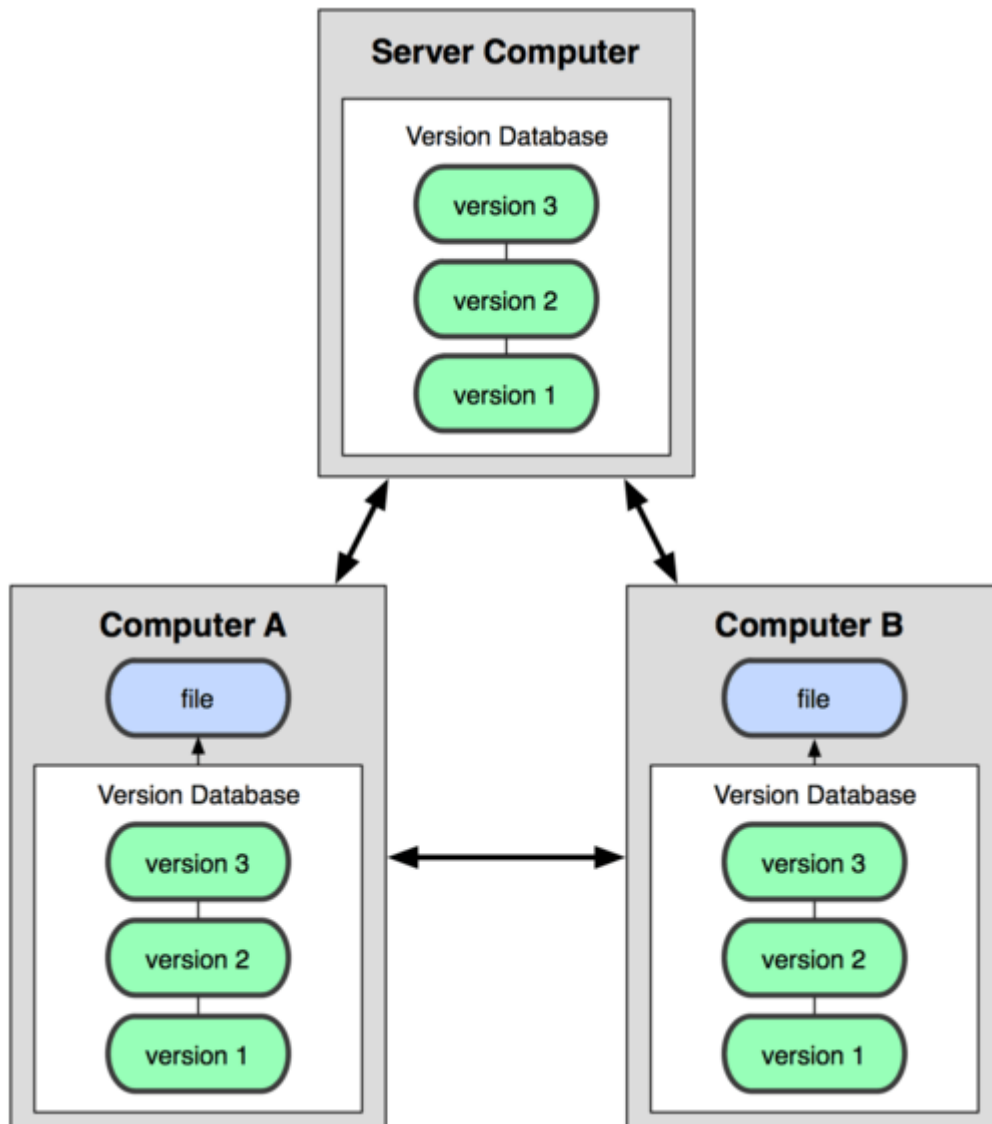 Server Computer
Version Database
version 3
version 2
version 1
Computer A
file
Version Database
version 3
version 2
version 1
Computer B
file
Version Database
version 3
version 2
version 1